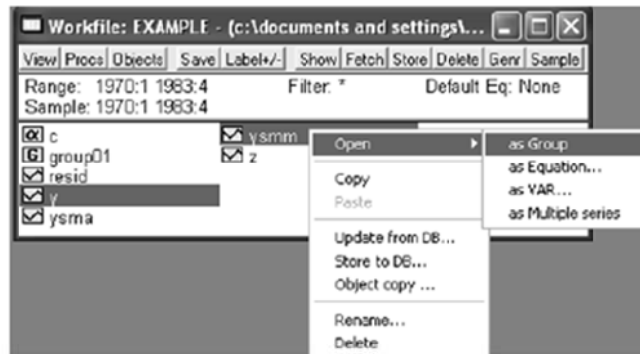 Workfile: EXAMPLE - (c:\documents and settings\...
View Procs Objects Save Label+/- Show Fetch Store Delete Genr Sample
Range: 1970:1 1983:4 Filter: * Default Eq: None
Sample: 1970:1 1983:4
α c
G group01
resid
y
ysma
ysmm
z
Open
Copy
Paste
Update from DB...
Store to DB...
Object copy ...
Rename...
Delete
as Group
as Equation...
as VAR...
as Multiple series